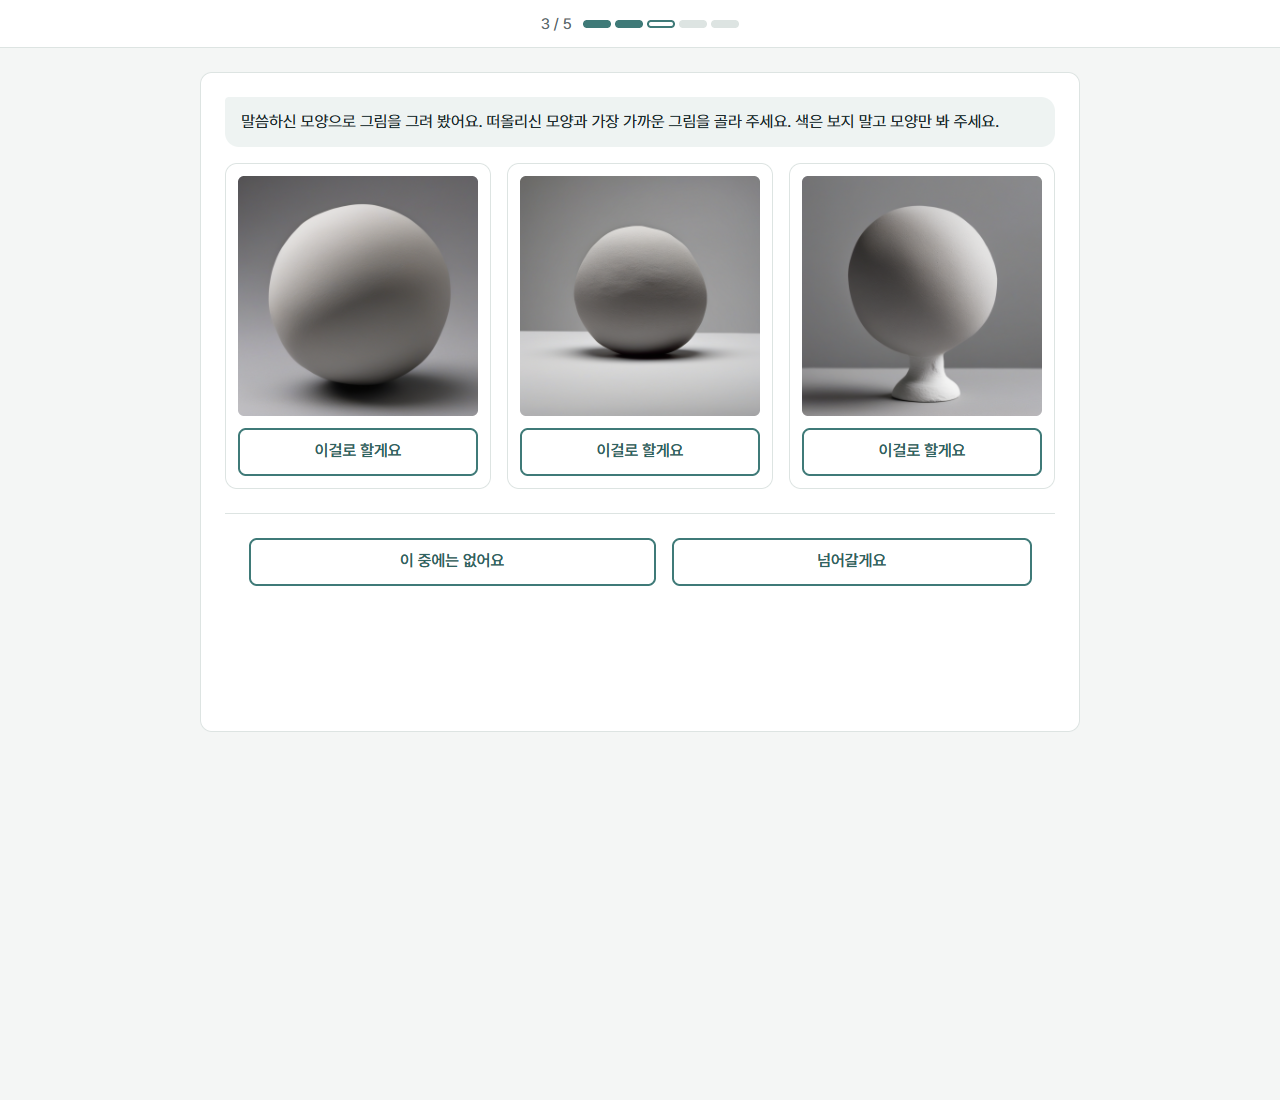 3 / 5
말씀하신 모양으로 그림을 그려 봤어요. 떠올리신 모양과 가장 가까운 그림을 골라 주세요. 색은 보지 말고 모양만 봐 주세요.
이걸로 할게요
이걸로 할게요
이걸로 할게요
이 중에는 없어요
넘어갈게요